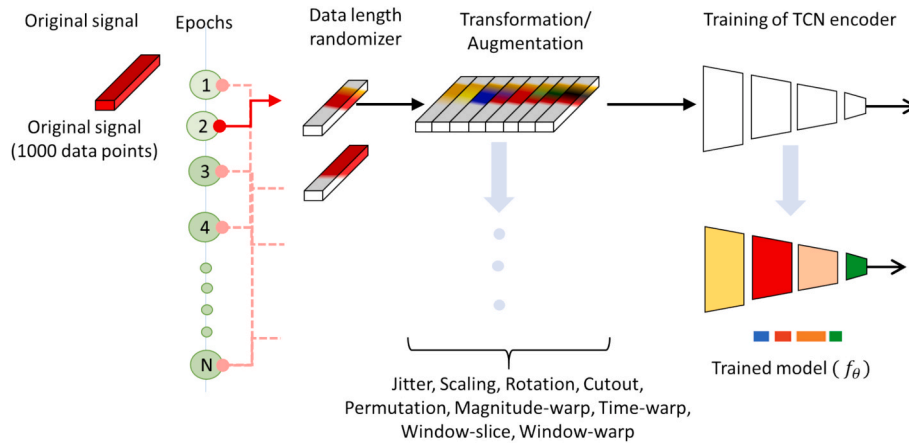 Original signal
Epochs
Data length
randomizer
Transformation/
Augmentation
Training of TCN encoder
Original signal
(1000 data points)
1
2
3
4
N
Jitter, Scaling, Rotation, Cutout,
Permutation, Magnitude-warp, Time-warp,
Window-slice, Window-warp
Trained model ( fθ)